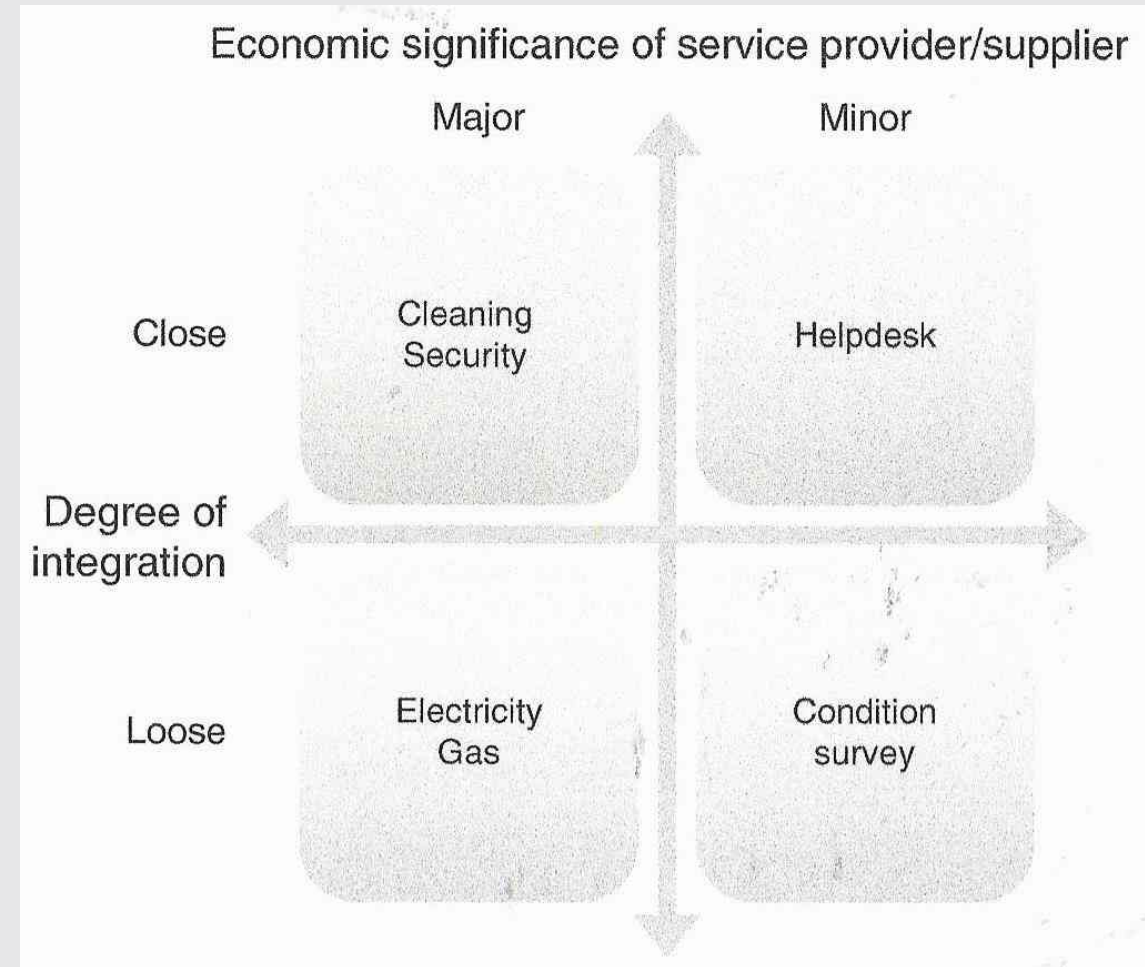 Economic significance of service provider/supplier
Major Minor
Close
Cleaning
Security
Helpdesk
Degree of
integration
Loose
Electricity
Gas
Condition
survey